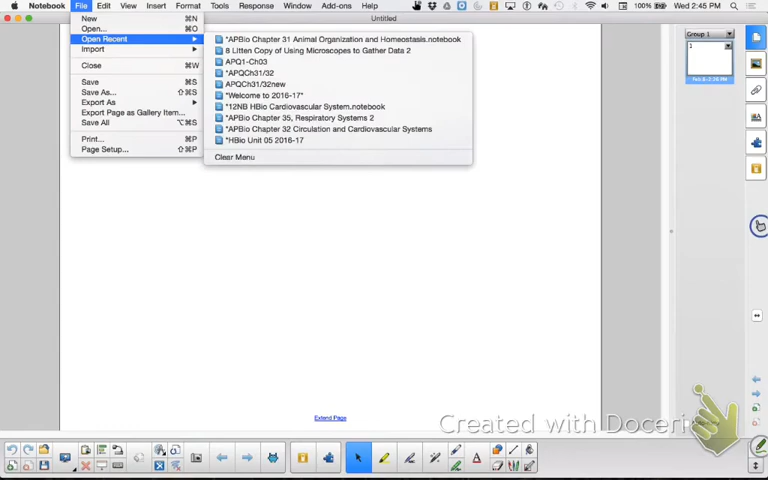 Notebook File Edit View Insert Format Tools Response Window Add-ons Help 100% Wed 2:45 PM
Untitled
New ⌘N
Open... ⌘O
Open Recent
Import
Close ⌘W
Save ⌘S
Save As... ⇧⌘S
Export As
Export Page as Gallery Item...
Save All ⌥⌘S
Print... ⌘P
Page Setup... ⇧⌘P
*APBio Chapter 31 Animal Organization and Homeostasis.notebook
8 Litten Copy of Using Microscopes to Gather Data 2
APQ1-Ch03
*APQCh31/32
APQCh31/32new
*Welcome to 2016-17*
*12NB HBio Cardiovascular System.notebook
*APBio Chapter 35, Respiratory Systems 2
*APBio Chapter 32 Circulation and Cardiovascular Systems
*HBio Unit 05 2016-17
Clear Menu
Group 1
1
Extend Page
Created with Doceri